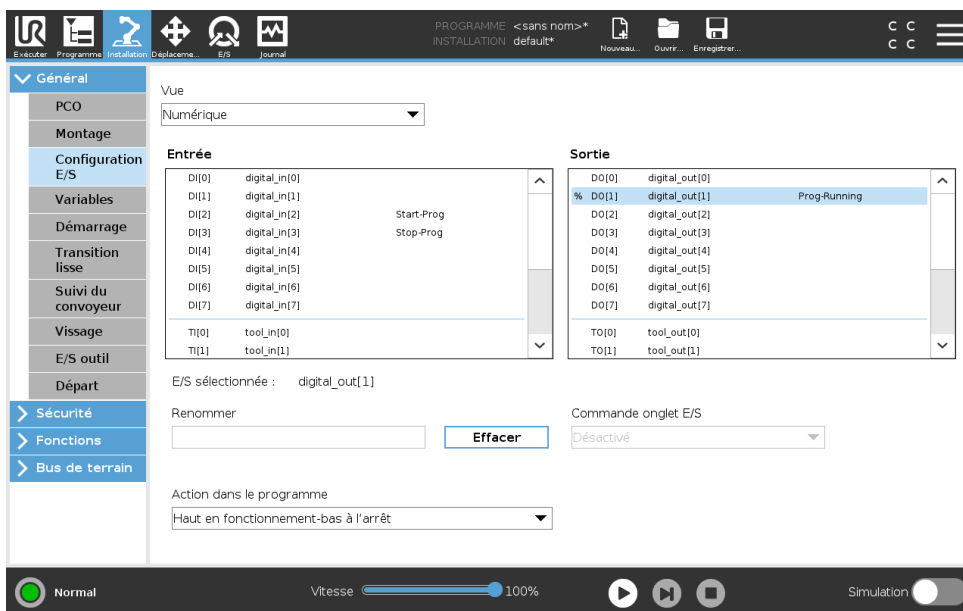 PROGRAMME <sans nom>*
INSTALLATION default*
Exécuter Programme Installation Déplaceme... E/S Journal
Nouveau... Ouvrir... Enregistrer...
C C
C C
Général
PCO
Montage
Configuration
E/S
Variables
Démarrage
Transition
lisse
Suivi du
convoyeur
Vissage
E/S outil
Départ
Sécurité
Fonctions
Bus de terrain
Vue
Numérique
Entrée
DI[0] digital_in[0]
DI[1] digital_in[1]
DI[2] digital_in[2] Start-Prog
DI[3] digital_in[3] Stop-Prog
DI[4] digital_in[4]
DI[5] digital_in[5]
DI[6] digital_in[6]
DI[7] digital_in[7]
TI[0] tool_in[0]
TI[1] tool_in[1]
Sortie
DO[0] digital_out[0]
% DO[1] digital_out[1] Prog-Running
DO[2] digital_out[2]
DO[3] digital_out[3]
DO[4] digital_out[4]
DO[5] digital_out[5]
DO[6] digital_out[6]
DO[7] digital_out[7]
TO[0] tool_out[0]
TO[1] tool_out[1]
E/S sélectionnée : digital_out[1]
Renommer
Effacer
Commande onglet E/S
Désactivé
Action dans le programme
Haut en fonctionnement-bas à l'arrêt
Normal
Vitesse 100%
Simulation